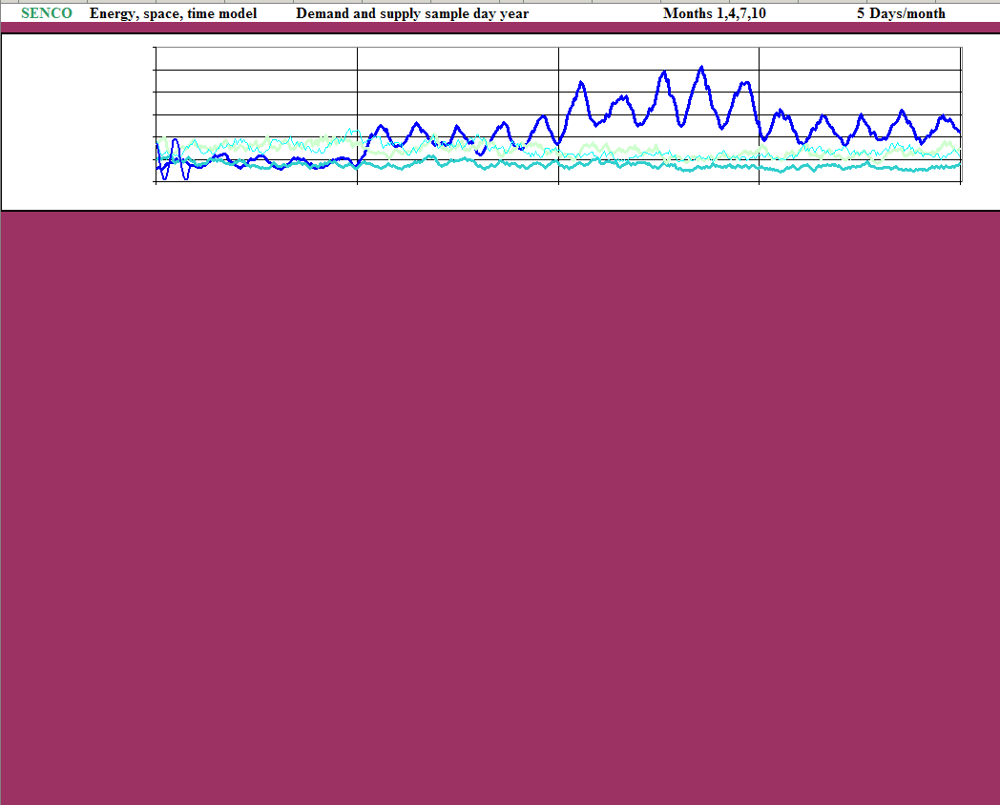 SENCO Energy, space, time model Demand and supply sample day year Months 1,4,7,10 5 Days/month